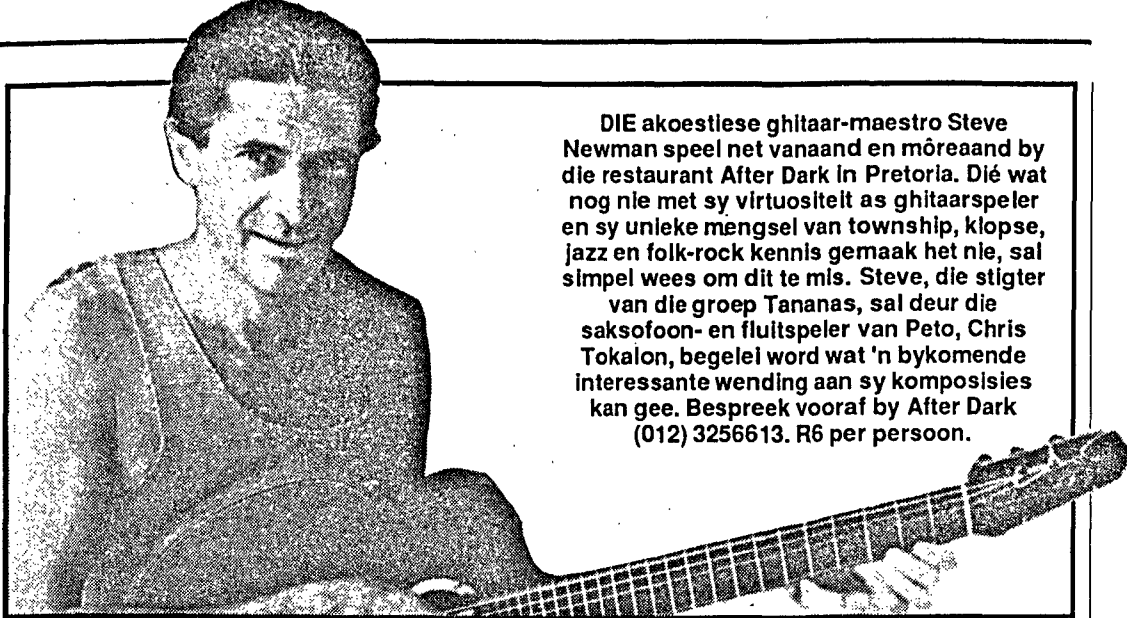 DIE akoestiese ghitaar-maestro Steve
Newman speel net vanaand en môreaand by
die restaurant After Dark in Pretoria. Dié wat
nog nie met sy virtuositeit as ghitaarspeler
en sy unieke mengsel van township, klopse,
jazz en folk-rock kennis gemaak het nie, sal
simpel wees om dit te mis. Steve, die stigter
van die groep Tananas, sal deur die
saksofoon- en fluitspeler van Peto, Chris
Tokalon, begelei word wat 'n bykomende
interessante wending aan sy komposisies
kan gee. Bespreek vooraf by After Dark
(012) 3256613. R6 per persoon.